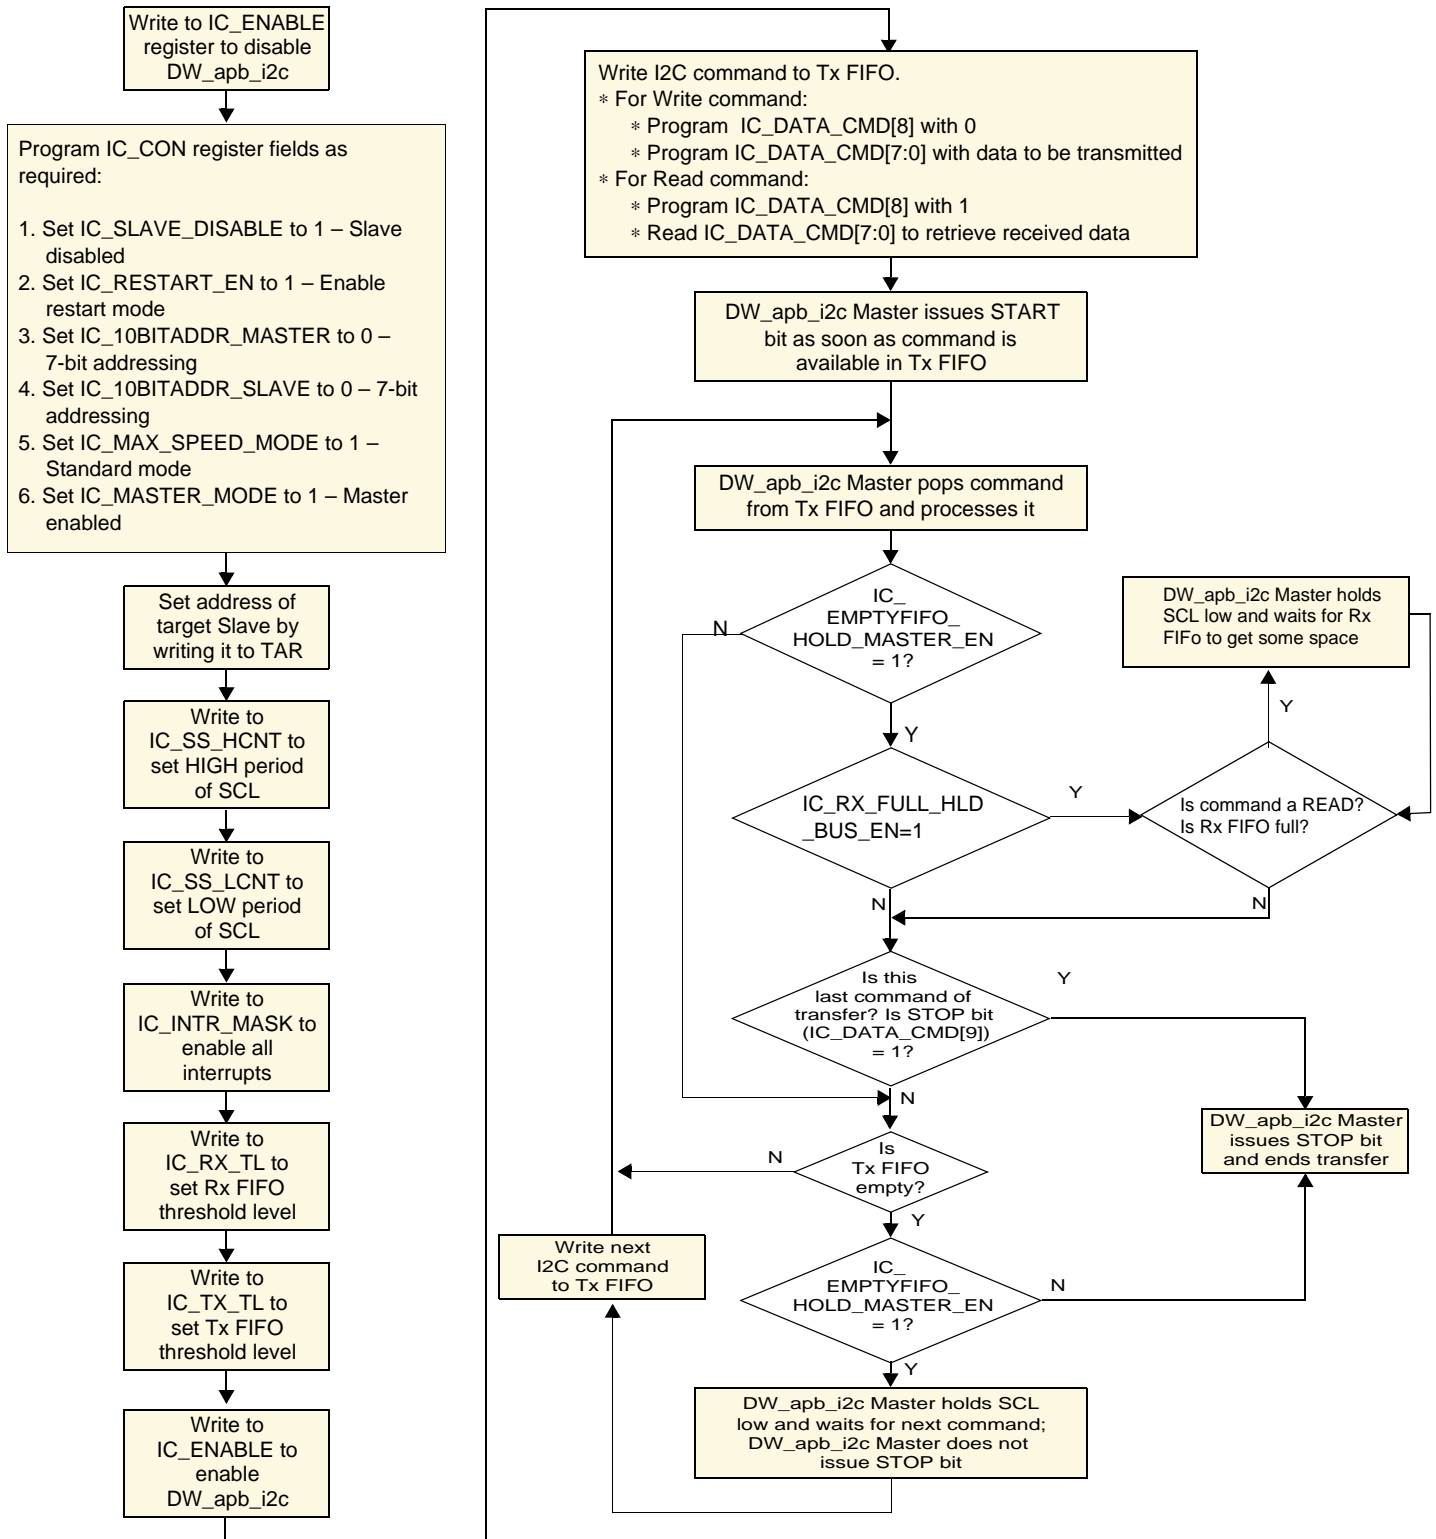 Write to IC_ENABLE
register to disable
DW_apb_i2c
Program IC_CON register fields as
required:
1. Set IC_SLAVE_DISABLE to 1 – Slave
disabled
2. Set IC_RESTART_EN to 1 – Enable
restart mode
3. Set IC_10BITADDR_MASTER to 0 –
7-bit addressing
4. Set IC_10BITADDR_SLAVE to 0 – 7-bit
addressing
5. Set IC_MAX_SPEED_MODE to 1 –
Standard mode
6. Set IC_MASTER_MODE to 1 – Master
enabled
Set address of
target Slave by
writing it to TAR
Write to
IC_SS_HCNT to
set HIGH period
of SCL
Write to
IC_SS_LCNT to
set LOW period
of SCL
Write to
IC_INTR_MASK to
enable all
interrupts
Write to
IC_RX_TL to
set Rx FIFO
threshold level
Write to
IC_TX_TL to
set Tx FIFO
threshold level
Write to
IC_ENABLE to
enable
DW_apb_i2c
Write I2C command to Tx FIFO.
* For Write command:
* Program IC_DATA_CMD[8] with 0
* Program IC_DATA_CMD[7:0] with data to be transmitted
* For Read command:
* Program IC_DATA_CMD[8] with 1
* Read IC_DATA_CMD[7:0] to retrieve received data
DW_apb_i2c Master issues START
bit as soon as command is
available in Tx FIFO
DW_apb_i2c Master pops command
from Tx FIFO and processes it
IC_
EMPTYFIFO_
HOLD_MASTER_EN
= 1?
N
Y
DW_apb_i2c Master holds
SCL low and waits for Rx
FIFo to get some space
Y
IC_RX_FULL_HLD
_BUS_EN=1
Y
Is command a READ?
Is Rx FIFO full?
N
N
Is this
last command of
transfer? Is STOP bit
(IC_DATA_CMD[9])
= 1?
Y
N
DW_apb_i2c Master
issues STOP bit
and ends transfer
Is
Tx FIFO
empty?
N
Y
Write next
I2C command
to Tx FIFO
IC_
EMPTYFIFO_
HOLD_MASTER_EN
= 1?
N
Y
DW_apb_i2c Master holds SCL
low and waits for next command;
DW_apb_i2c Master does not
issue STOP bit